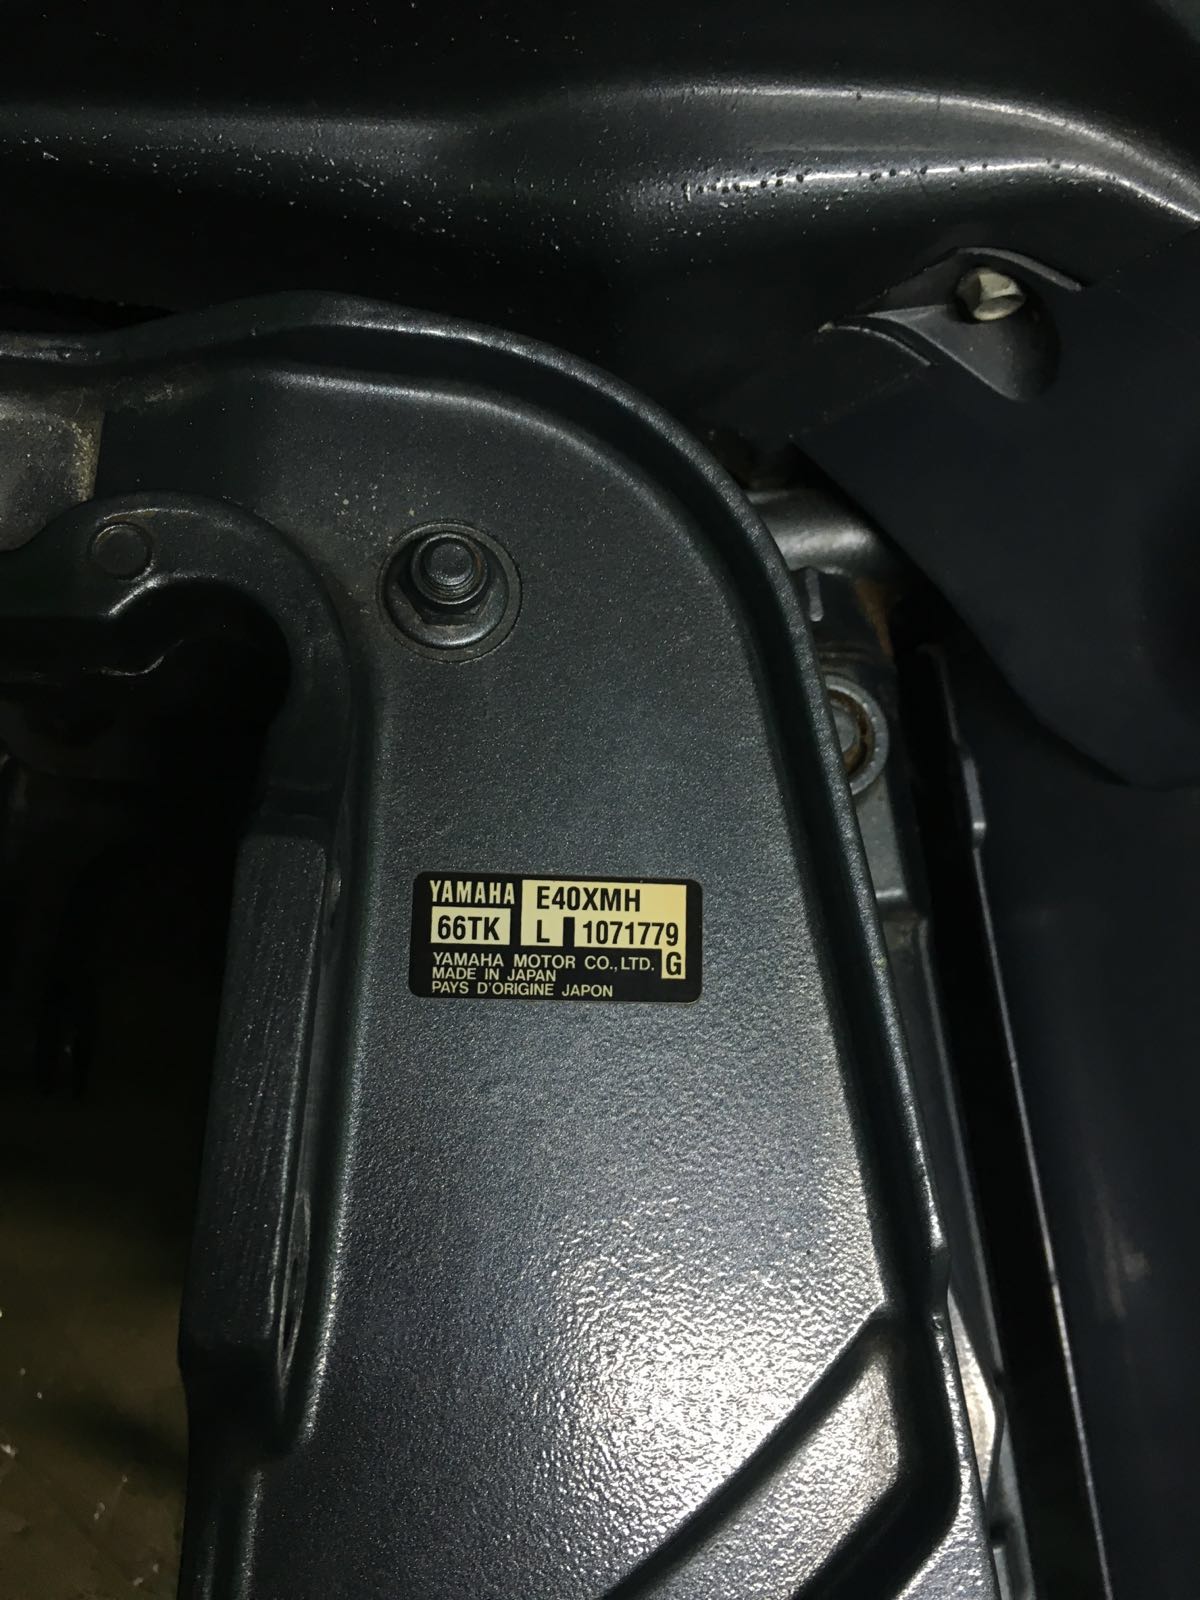 YAMAHA E40XMH
66TK L 1071779
YAMAHA MOTOR CO.,LTD. G
MADE IN JAPAN
PAYS D'ORIGINE JAPON